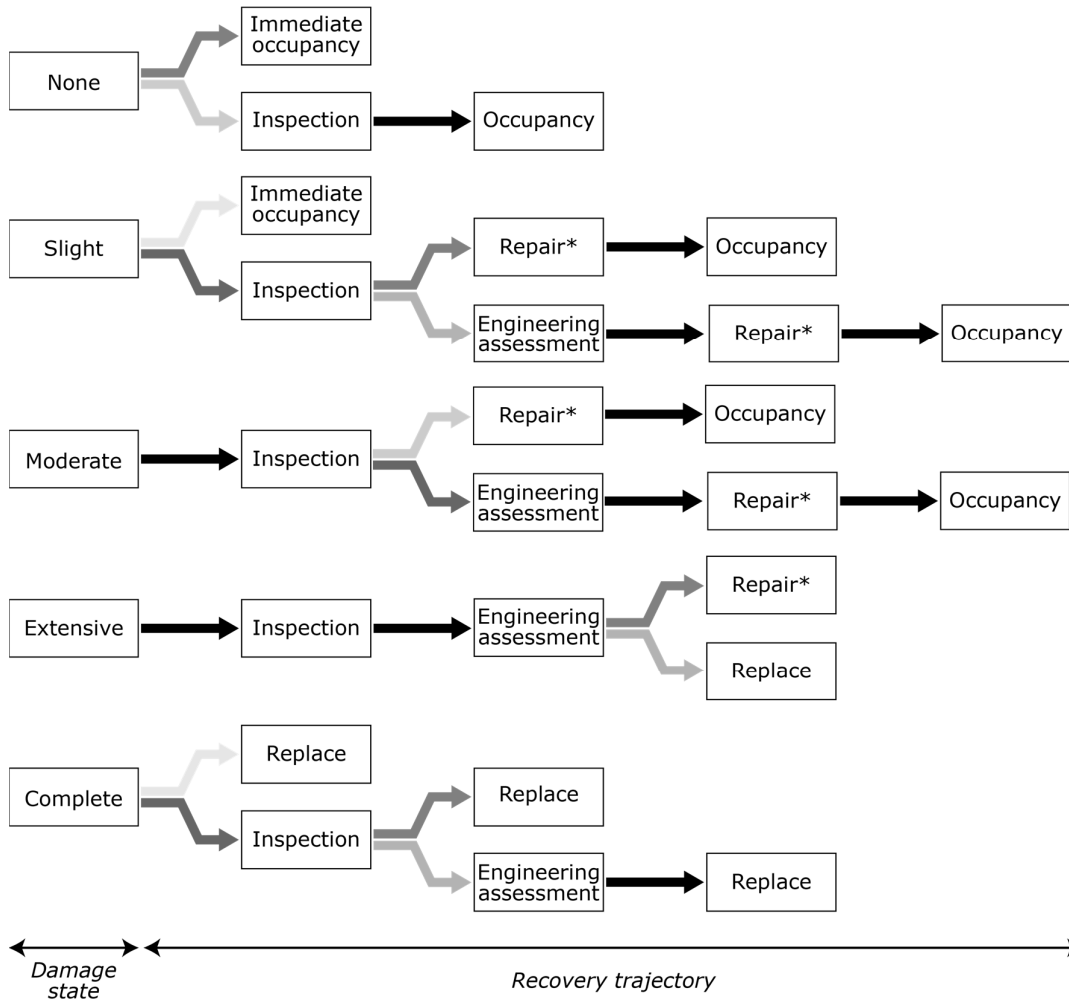 Immediate
occupancy
None
Inspection
Occupancy
Immediate
occupancy
Slight
Repair*
Occupancy
Inspection
Engineering
assessment
Repair*
Occupancy
Repair*
Occupancy
Moderate
Inspection
Engineering
assessment
Repair*
Occupancy
Repair*
Extensive
Inspection
Engineering
assessment
Replace
Replace
Complete
Replace
Inspection
Engineering
assessment
Replace
Damage
state
Recovery trajectory